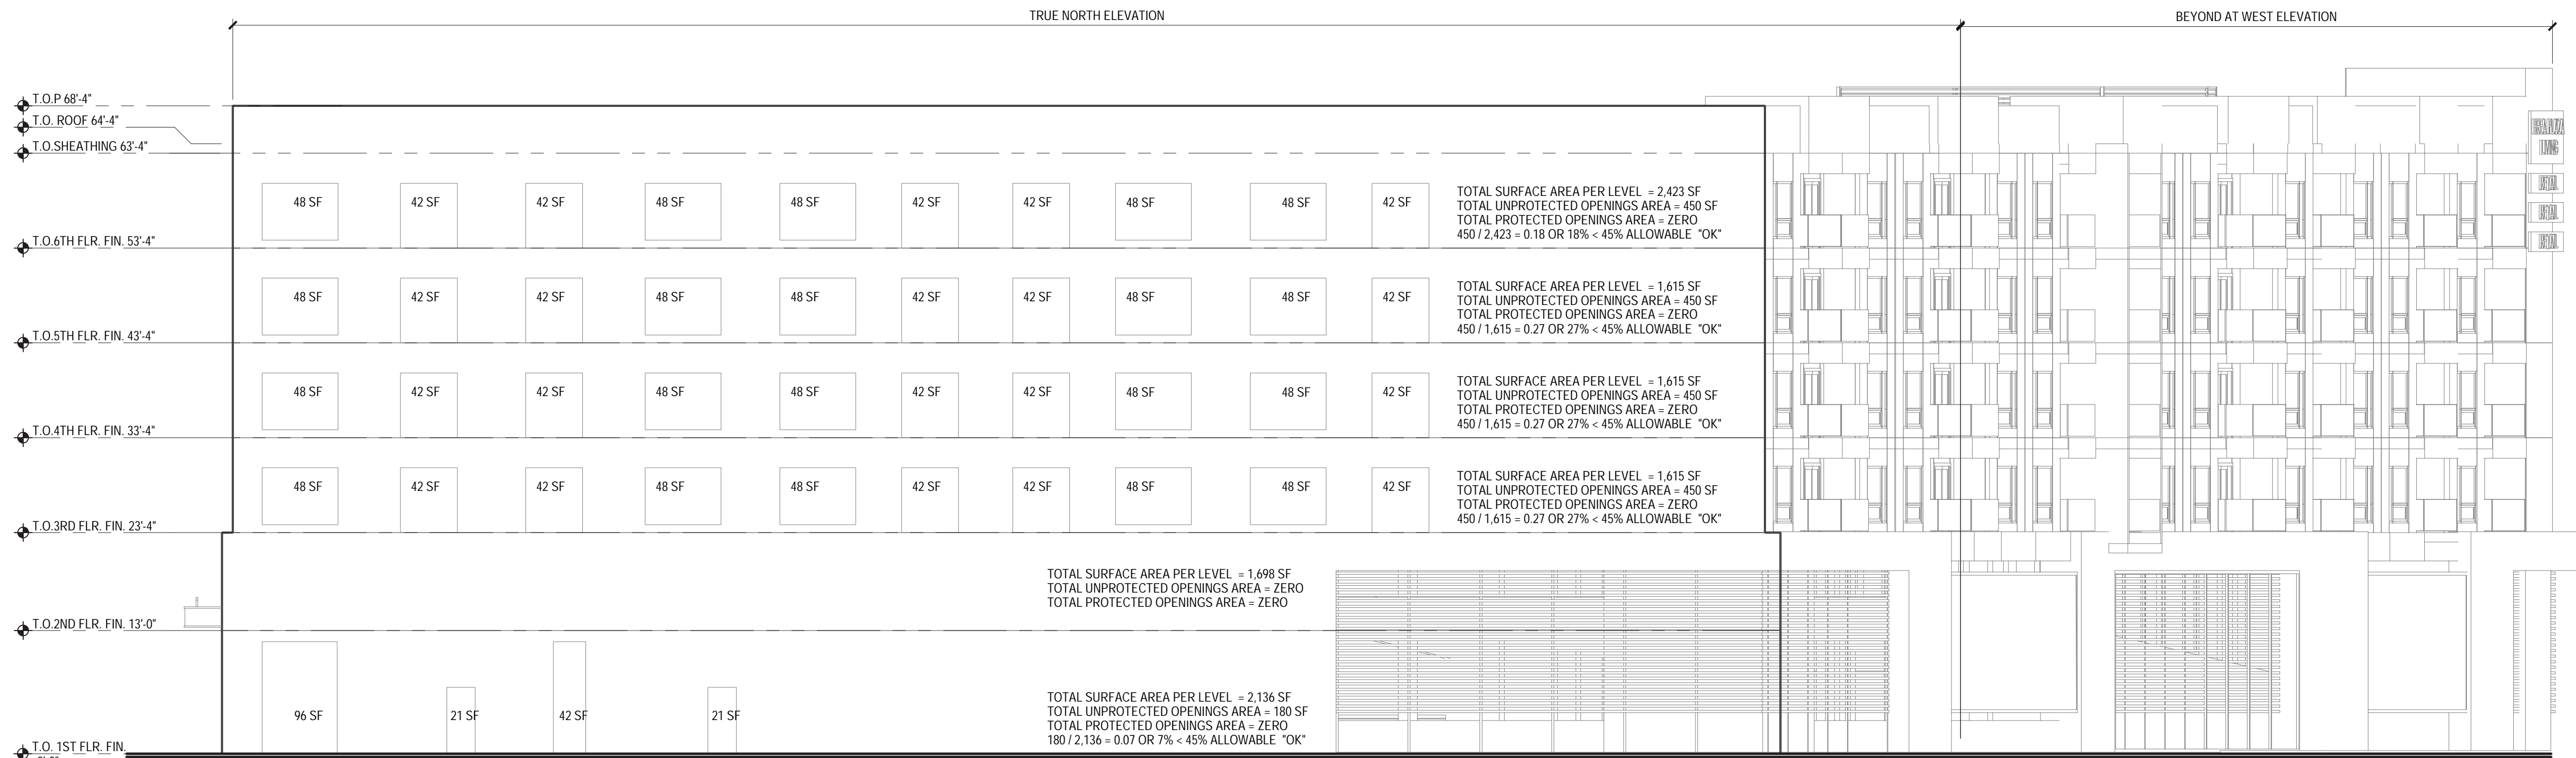 TRUE NORTH ELEVATION
BEYOND AT WEST ELEVATION
T.O.P 68'-4"
T.O. ROOF 64'-4"
T.O.SHEATHING 63'-4"
LIVING
RETAIL
RETAIL
RETAIL
48 SF 42 SF 42 SF 48 SF 48 SF 42 SF 42 SF 48 SF 48 SF 42 SF
TOTAL SURFACE AREA PER LEVEL = 2,423 SF
TOTAL UNPROTECTED OPENINGS AREA = 450 SF
TOTAL PROTECTED OPENINGS AREA = ZERO
450 / 2,423 = 0.18 OR 18% < 45% ALLOWABLE "OK"
T.O.6TH FLR. FIN. 53'-4"
48 SF 42 SF 42 SF 48 SF 48 SF 42 SF 42 SF 48 SF 48 SF 42 SF
TOTAL SURFACE AREA PER LEVEL = 1,615 SF
TOTAL UNPROTECTED OPENINGS AREA = 450 SF
TOTAL PROTECTED OPENINGS AREA = ZERO
450 / 1,615 = 0.27 OR 27% < 45% ALLOWABLE "OK"
T.O.5TH FLR. FIN. 43'-4"
48 SF 42 SF 42 SF 48 SF 48 SF 42 SF 42 SF 48 SF 48 SF 42 SF
TOTAL SURFACE AREA PER LEVEL = 1,615 SF
TOTAL UNPROTECTED OPENINGS AREA = 450 SF
TOTAL PROTECTED OPENINGS AREA = ZERO
450 / 1,615 = 0.27 OR 27% < 45% ALLOWABLE "OK"
T.O.4TH FLR. FIN. 33'-4"
48 SF 42 SF 42 SF 48 SF 48 SF 42 SF 42 SF 48 SF 48 SF 42 SF
TOTAL SURFACE AREA PER LEVEL = 1,615 SF
TOTAL UNPROTECTED OPENINGS AREA = 450 SF
TOTAL PROTECTED OPENINGS AREA = ZERO
450 / 1,615 = 0.27 OR 27% < 45% ALLOWABLE "OK"
T.O.3RD FLR. FIN. 23'-4"
TOTAL SURFACE AREA PER LEVEL = 1,698 SF
TOTAL UNPROTECTED OPENINGS AREA = ZERO
TOTAL PROTECTED OPENINGS AREA = ZERO
T.O.2ND FLR. FIN. 13'-0"
96 SF 21 SF 42 SF 21 SF
TOTAL SURFACE AREA PER LEVEL = 2,136 SF
TOTAL UNPROTECTED OPENINGS AREA = 180 SF
TOTAL PROTECTED OPENINGS AREA = ZERO
180 / 2,136 = 0.07 OR 7% < 45% ALLOWABLE "OK"
T.O. 1ST FLR. FIN.